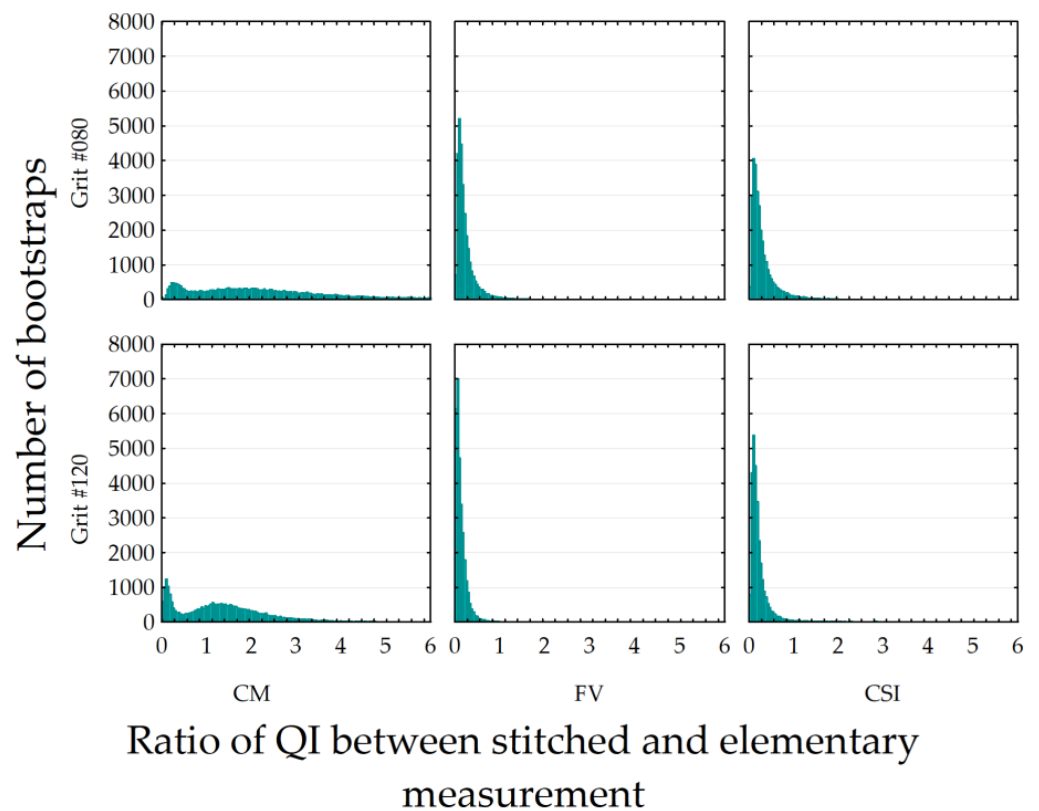 8000
7000
6000
5000
4000
3000
2000
1000
0
Grit #080
8000
7000
6000
5000
4000
3000
2000
1000
0
Grit #120
Number of bootstraps
0 1 2 3 4 5 6 0 1 2 3 4 5 6 0 1 2 3 4 5 6
CM FV CSI
Ratio of QI between stitched and elementary
measurement